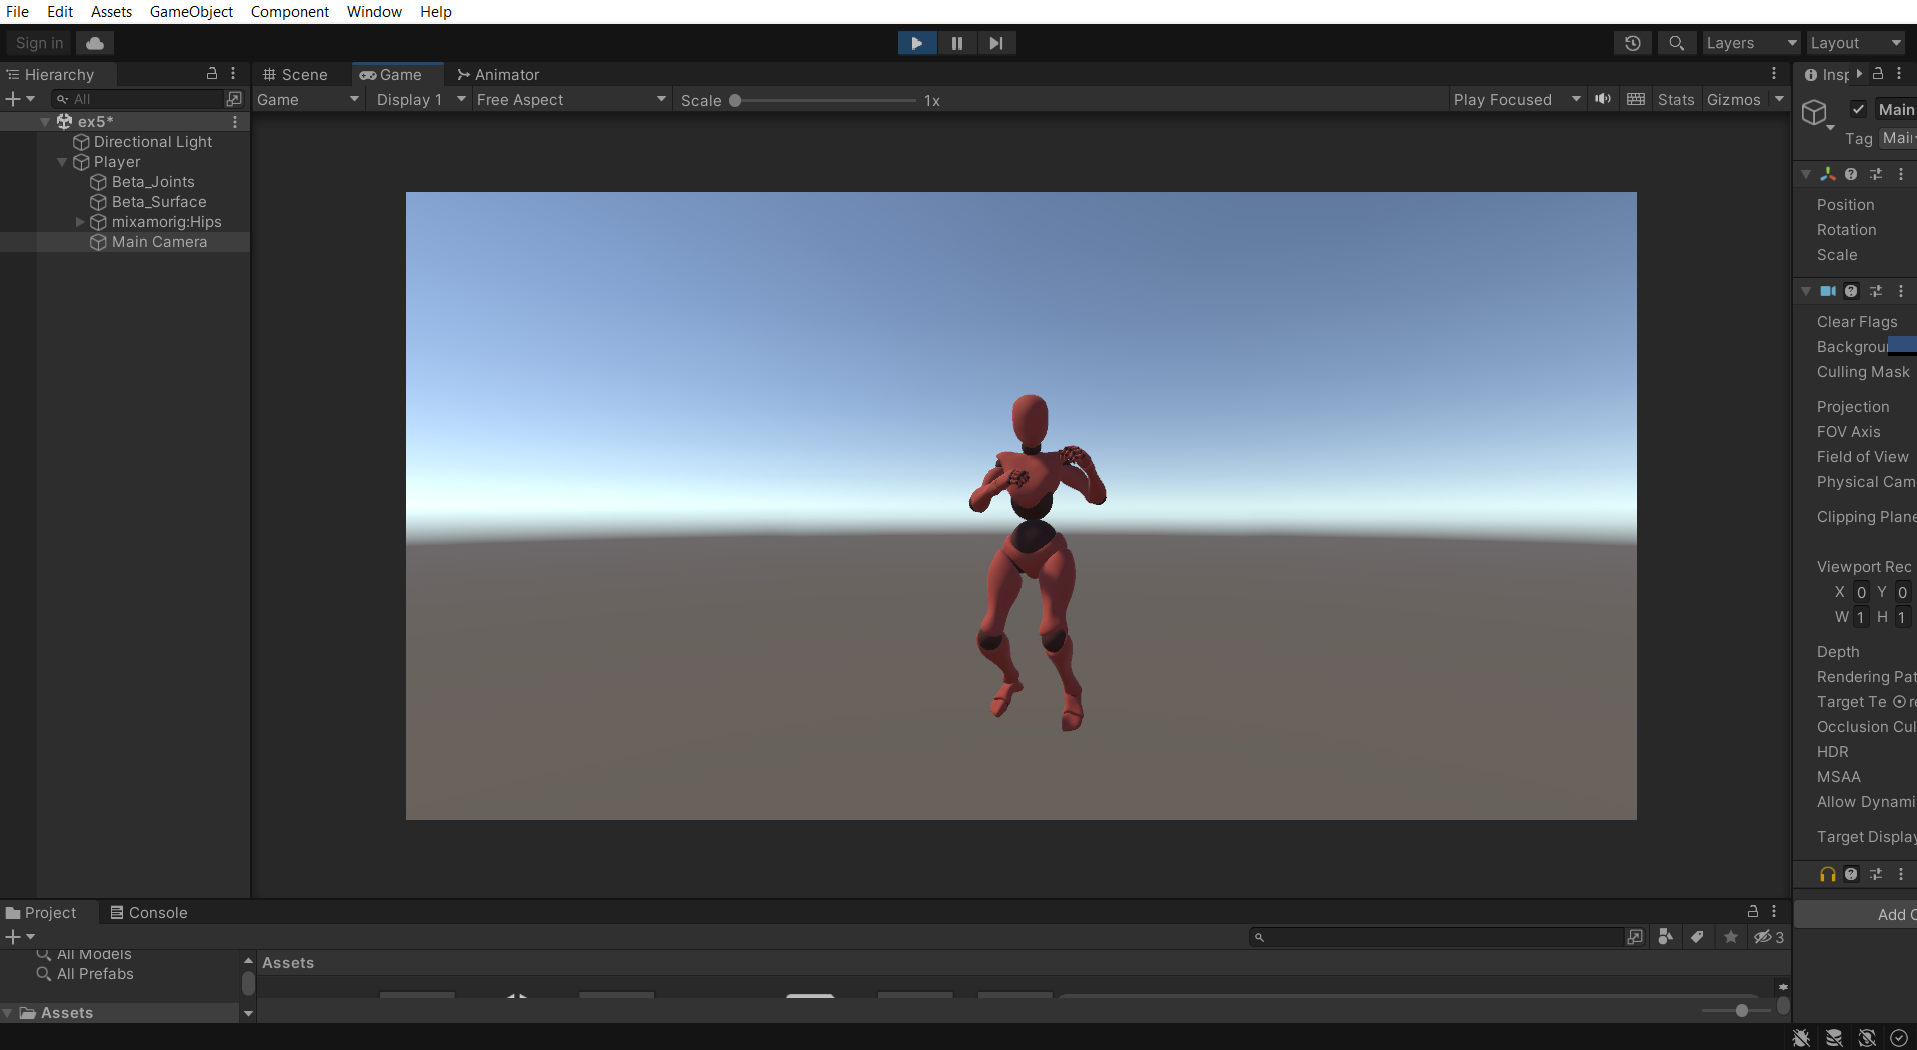 File Edit Assets GameObject Component Window Help
Sign in Layers Layout
Hierarchy Scene Game Animator Insp
All Game Display 1 Free Aspect Scale 1x Play Focused Stats Gizmos
ex5* Main
Directional Light Tag Main
Player
Beta_Joints
Beta_Surface
mixamorig:Hips
Main Camera
Position
Rotation
Scale
Clear Flags
Backgrou
Culling Mask
Projection
FOV Axis
Field of View
Physical Cam
Clipping Plane
Viewport Rec
X 0 Y 0
W 1 H 1
Depth
Rendering Pat
Target Te
Occlusion Cul
HDR
MSAA
Allow Dynami
Target Display
Add C
Project Console
3
All Models
All Prefabs
Assets
Assets